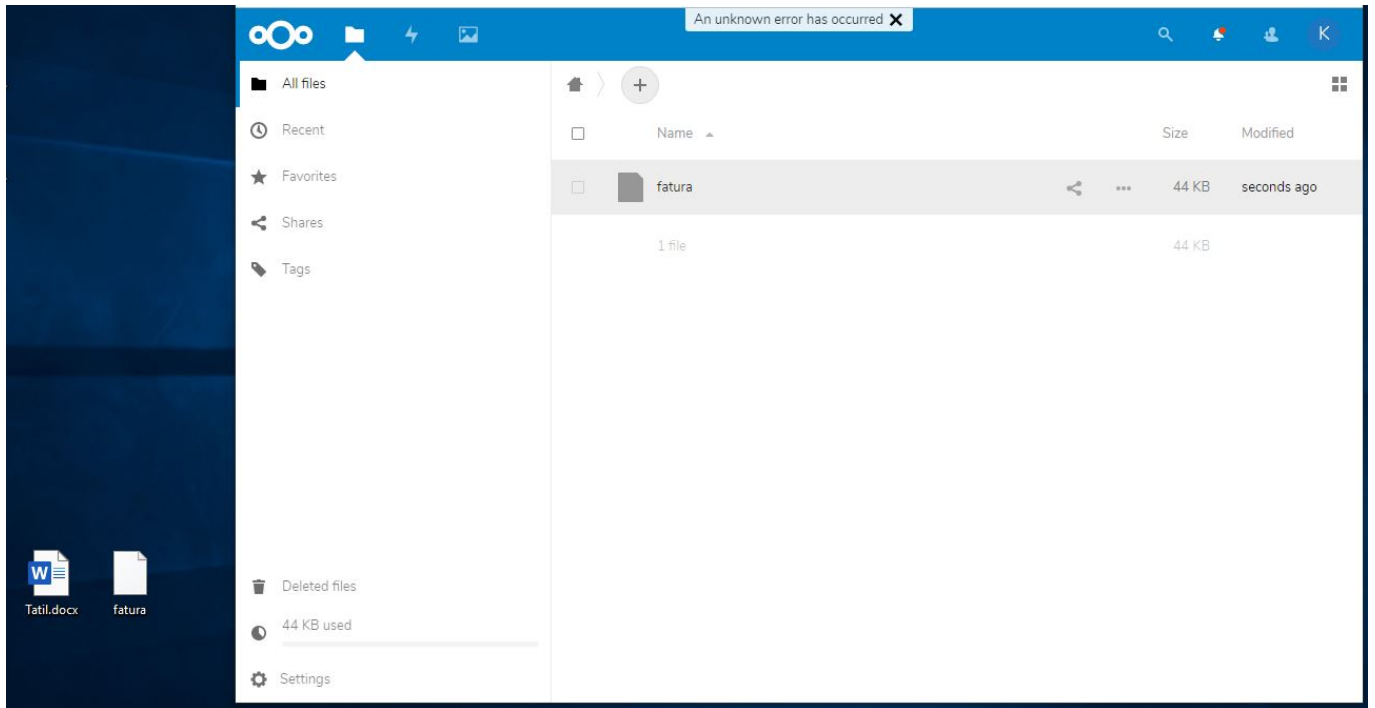 An unknown error has occurred
K
All files
Recent
Favorites
Shares
Tags
Name Size Modified
fatura 44 KB seconds ago
1 file 44 KB
W
Tatil.docx fatura
Deleted files
44 KB used
Settings